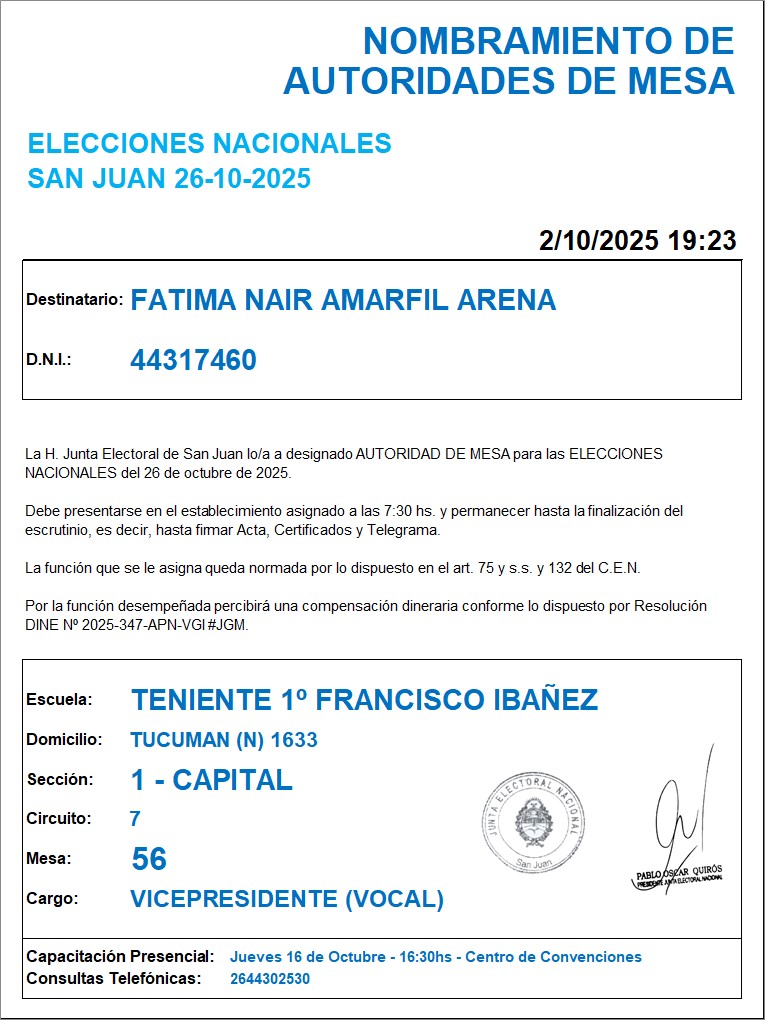 NOMBRAMIENTO DE
AUTORIDADES DE MESA
ELECCIONES NACIONALES
SAN JUAN 26-10-2025
2/10/2025 19:23
Destinatario: FATIMA NAIR AMARFIL ARENA
D.N.I.: 44317460
La H. Junta Electoral de San Juan lo/a a designado AUTORIDAD DE MESA para las ELECCIONES
NACIONALES del 26 de octubre de 2025.
Debe presentarse en el establecimiento asignado a las 7:30 hs. y permanecer hasta la finalización del
escrutinio, es decir, hasta firmar Acta, Certificados y Telegrama.
La función que se le asigna queda normada por lo dispuesto en el art. 75 y s.s. y 132 del C.E.N.
Por la función desempeñada percibirá una compensación dineraria conforme lo dispuesto por Resolución
DINE Nº 2025-347-APN-VGI#JGM.
Escuela: TENIENTE 1º FRANCISCO IBAÑEZ
Domicilio: TUCUMAN (N) 1633
Sección: 1 - CAPITAL
Circuito: 7
Mesa: 56
Cargo: VICEPRESIDENTE (VOCAL)
JUNTA ELECTORAL NACIONAL
San Juan
PABLO OSCAR QUIRÓS
PRESIDENTE JUNTA ELECTORAL NACIONAL
Capacitación Presencial: Jueves 16 de Octubre - 16:30hs - Centro de Convenciones
Consultas Telefónicas: 2644302530